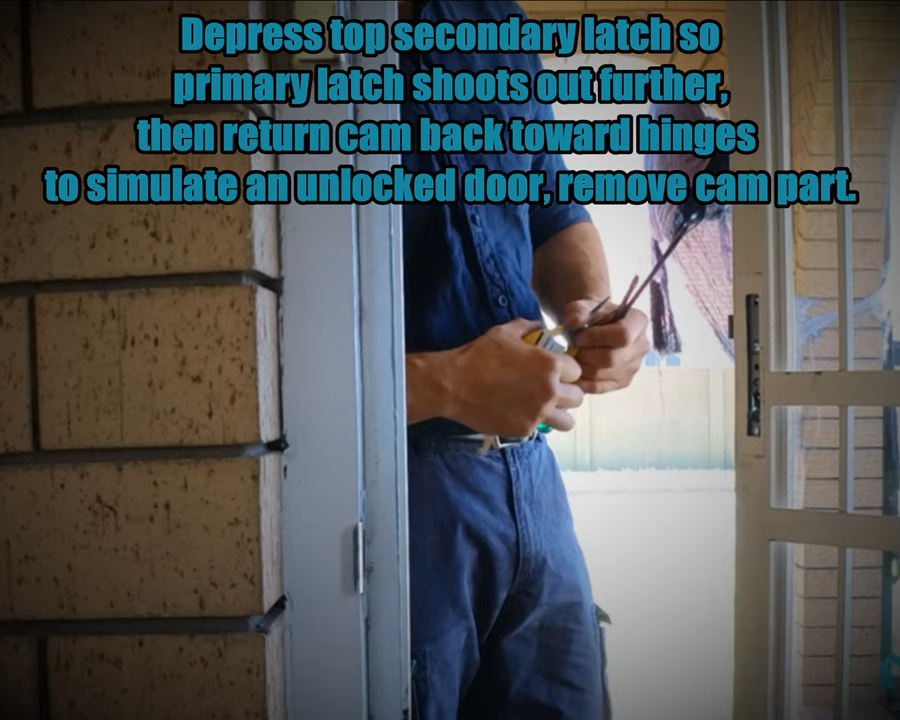 Depress top secondary latch so
primary latch shoots out further,
then return cam back toward hinges
to simulate an unlocked door, remove cam part.